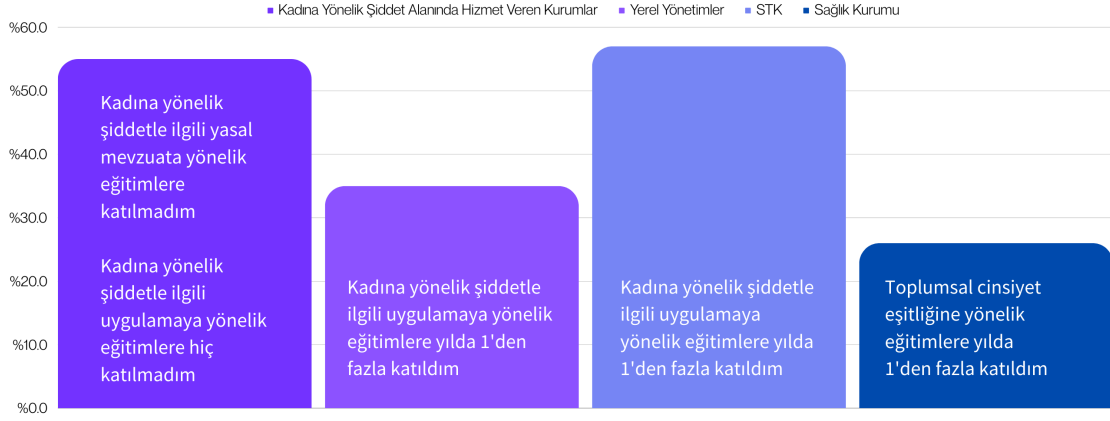 Kadına Yönelik Şiddet Alanında Hizmet Veren Kurumlar Yerel Yönetimler STK Sağlık Kurumu
%60.0
%50.0
%40.0
%30.0
%20.0
%10.0
%0.0
Kadına yönelik
şiddetle ilgili yasal
mevzuata yönelik
eğitimlere
katılmadım
Kadına yönelik
şiddetle ilgili
uygulamaya yönelik
eğitimlere hiç
katılmadım
Kadına yönelik şiddetle
ilgili uygulamaya yönelik
eğitimlere yılda 1'den
fazla katıldım
Kadına yönelik şiddetle
ilgili uygulamaya
yönelik eğitimlere yılda
1'den fazla katıldım
Toplumsal cinsiyet
eşitliğine yönelik
eğitimlere yılda
1'den fazla katıldım